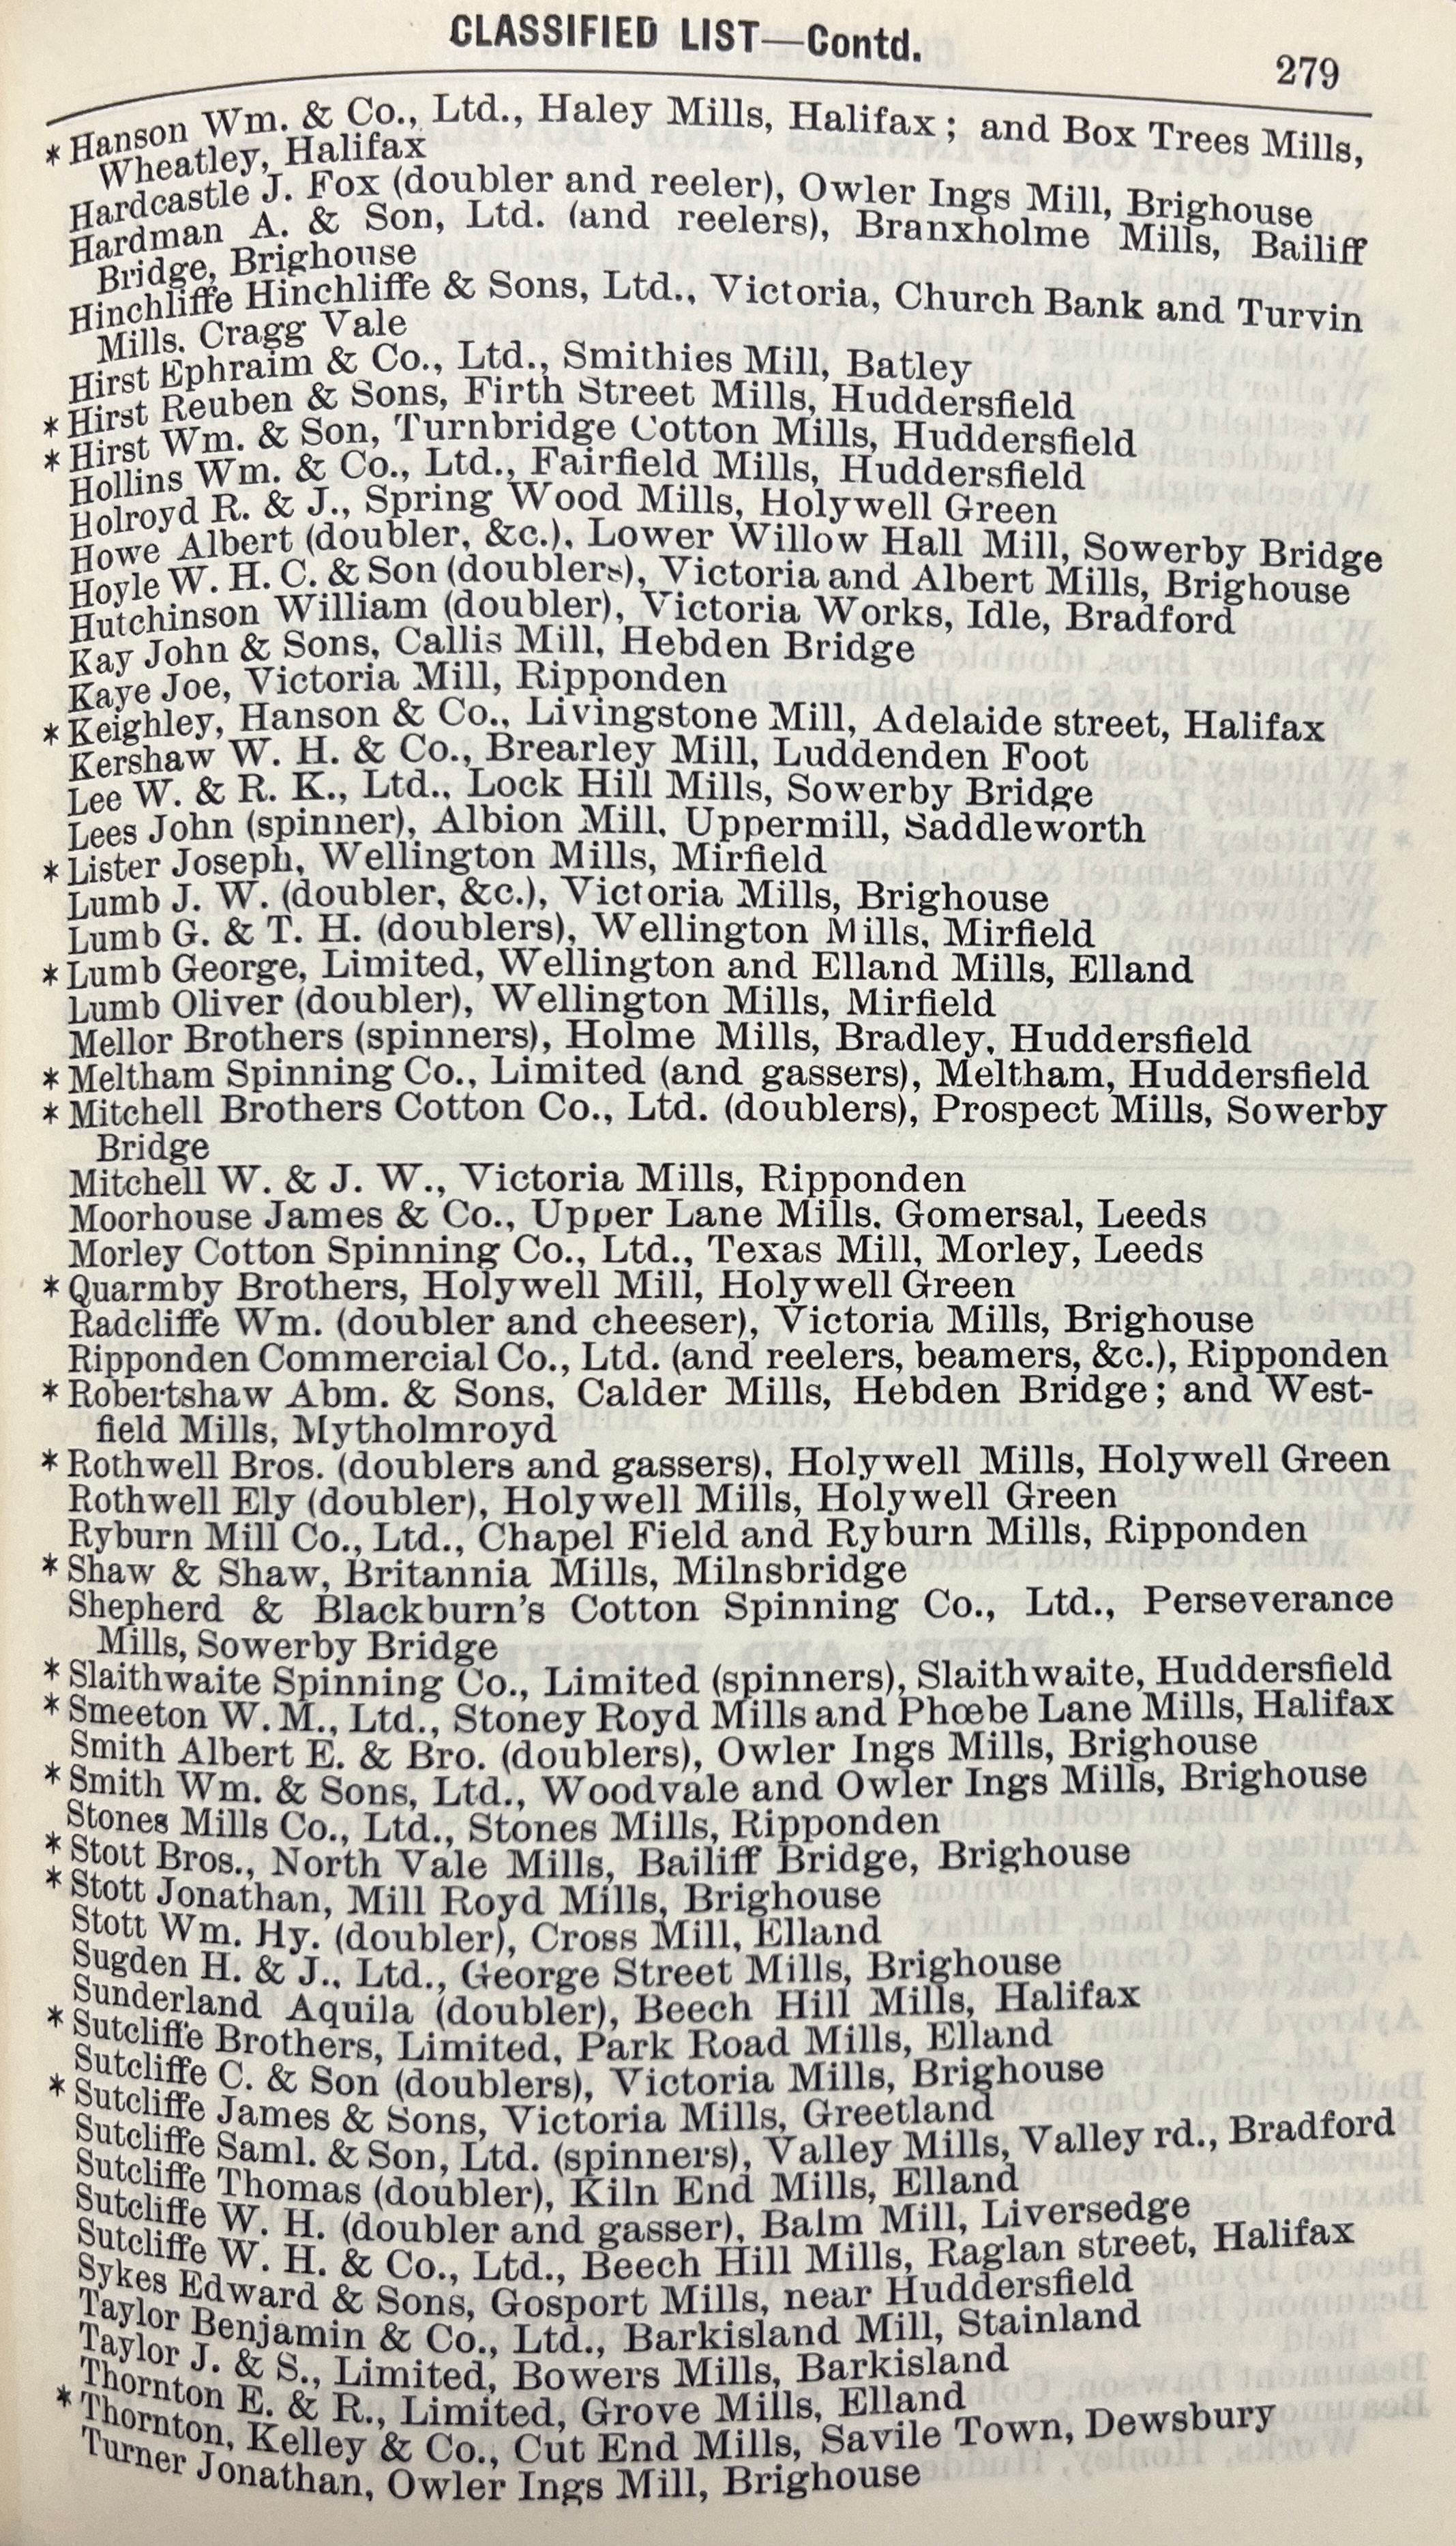 CLASSIFIED LIST—Contd.
279
* Hanson Wm. & Co., Ltd., Haley Mills, Halifax ; and Box Trees Mills,
Wheatley, Halifax
Hardcastle J. Fox (doubler and reeler), Owler Ings Mill, Brighouse
Hardman A. & Son, Ltd. (and reelers), Branxholme Mills, Bailiff
Bridge, Brighouse
Hinchliffe Hinchliffe & Sons, Ltd., Victoria, Church Bank and Turvin
Mills. Cragg Vale
Hirst Ephraim & Co., Ltd., Smithies Mill, Batley
* Hirst Reuben & Sons, Firth Street Mills, Huddersfield
* Hirst Wm. & Son, Turnbridge Cotton Mills, Huddersfield
Hollins Wm. & Co., Ltd., Fairfield Mills, Huddersfield
Holroyd R. & J., Spring Wood Mills, Holywell Green
Howe Albert (doubler, &c.), Lower Willow Hall Mill, Sowerby Bridge
Hoyle W. H. C. & Son (doublers), Victoria and Albert Mills, Brighouse
Hutchinson William (doubler), Victoria Works, Idle, Bradford
Kay John & Sons, Callis Mill, Hebden Bridge
Kaye Joe, Victoria Mill, Ripponden
* Keighley, Hanson & Co., Livingstone Mill, Adelaide street, Halifax
Kershaw W. H. & Co., Brearley Mill, Luddenden Foot
Lee W. & R. K., Ltd., Lock Hill Mills, Sowerby Bridge
Lees John (spinner), Albion Mill, Uppermill, Saddleworth
* Lister Joseph, Wellington Mills, Mirfield
Lumb J. W. (doubler, &c.), Victoria Mills, Brighouse
Lumb G. & T. H. (doublers), Wellington Mills, Mirfield
* Lumb George, Limited, Wellington and Elland Mills, Elland
Lumb Oliver (doubler), Wellington Mills, Mirfield
Mellor Brothers (spinners), Holme Mills, Bradley, Huddersfield
* Meltham Spinning Co., Limited (and gassers), Meltham, Huddersfield
* Mitchell Brothers Cotton Co., Ltd. (doublers), Prospect Mills, Sowerby
Bridge
Mitchell W. & J. W., Victoria Mills, Ripponden
Moorhouse James & Co., Upper Lane Mills, Gomersal, Leeds
Morley Cotton Spinning Co., Ltd., Texas Mill, Morley, Leeds
* Quarmby Brothers, Holywell Mill, Holywell Green
Radcliffe Wm. (doubler and cheeser), Victoria Mills, Brighouse
Ripponden Commercial Co., Ltd. (and reelers, beamers, &c.), Ripponden
* Robertshaw Abm. & Sons, Calder Mills, Hebden Bridge; and West-
field Mills, Mytholmroyd
* Rothwell Bros. (doublers and gassers), Holywell Mills, Holywell Green
Rothwell Ely (doubler), Holywell Mills, Holywell Green
Ryburn Mill Co., Ltd., Chapel Field and Ryburn Mills, Ripponden
* Shaw & Shaw, Britannia Mills, Milnsbridge
Shepherd & Blackburn's Cotton Spinning Co., Ltd., Perseverance
Mills, Sowerby Bridge
* Slaithwaite Spinning Co., Limited (spinners), Slaithwaite, Huddersfield
* Smeeton W. M., Ltd., Stoney Royd Mills and Phœbe Lane Mills, Halifax
Smith Albert E. & Bro. (doublers), Owler Ings Mills, Brighouse
* Smith Wm. & Sons, Ltd., Woodvale and Owler Ings Mills, Brighouse
Stones Mills Co., Ltd., Stones Mills, Ripponden
* Stott Bros., North Vale Mills, Bailiff Bridge, Brighouse
* Stott Jonathan, Mill Royd Mills, Brighouse
Stott Wm. Hy. (doubler), Cross Mill, Elland
Sugden H. & J., Ltd., George Street Mills, Brighouse
Sunderland Aquila (doubler), Beech Hill Mills, Halifax
* Sutcliffe Brothers, Limited, Park Road Mills, Elland
Sutcliffe C. & Son (doublers), Victoria Mills, Brighouse
* Sutcliffe James & Sons, Victoria Mills, Greetland
Sutcliffe Saml. & Son, Ltd. (spinners), Valley Mills, Valley rd., Bradford
Sutcliffe Thomas (doubler), Kiln End Mills, Elland
Sutcliffe W. H. (doubler and gasser), Balm Mill, Liversedge
Sutcliffe W. H. & Co., Ltd., Beech Hill Mills, Raglan street, Halifax
Sykes Edward & Sons, Gosport Mills, near Huddersfield
Taylor Benjamin & Co., Ltd., Barkisland Mill, Stainland
Taylor J. & S., Limited, Bowers Mills, Barkisland
Thornton E. & R., Limited, Grove Mills, Elland
* Thornton, Kelley & Co., Cut End Mills, Savile Town, Dewsbury
Turner Jonathan, Owler Ings Mill, Brighouse